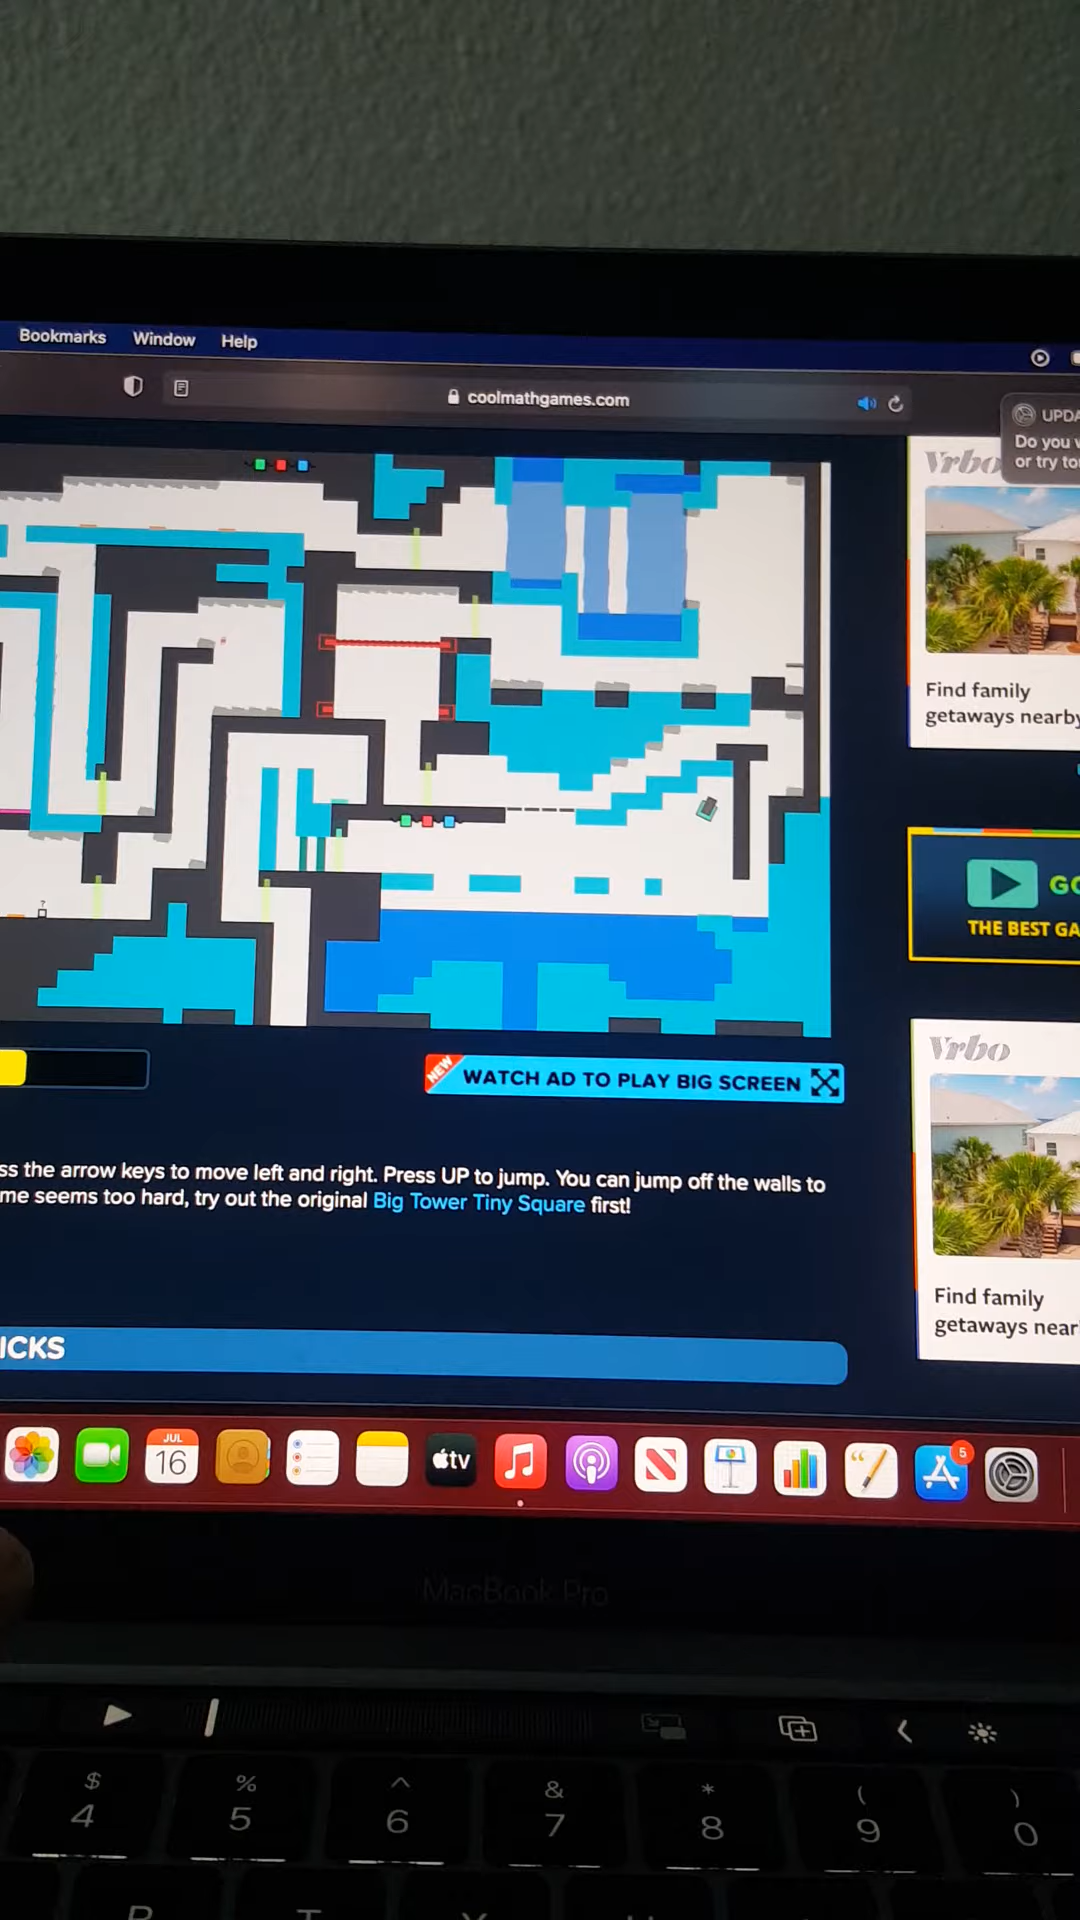 Bookmarks Window Help
coolmathgames.com
UPDA
Do you w
or try to
Vrbo
Find family
getaways nearby
GO
THE BEST GA
Vrbo
Find family
getaways near
?
NEW
WATCH AD TO PLAY BIG SCREEN
ss the arrow keys to move left and right. Press UP to jump. You can jump off the walls to
me seems too hard, try out the original Big Tower Tiny Square first!
ICKS
JUL
16
tv
5
MacBook Pro
$ % ^ & * ( )
4 5 6 7 8 9 0